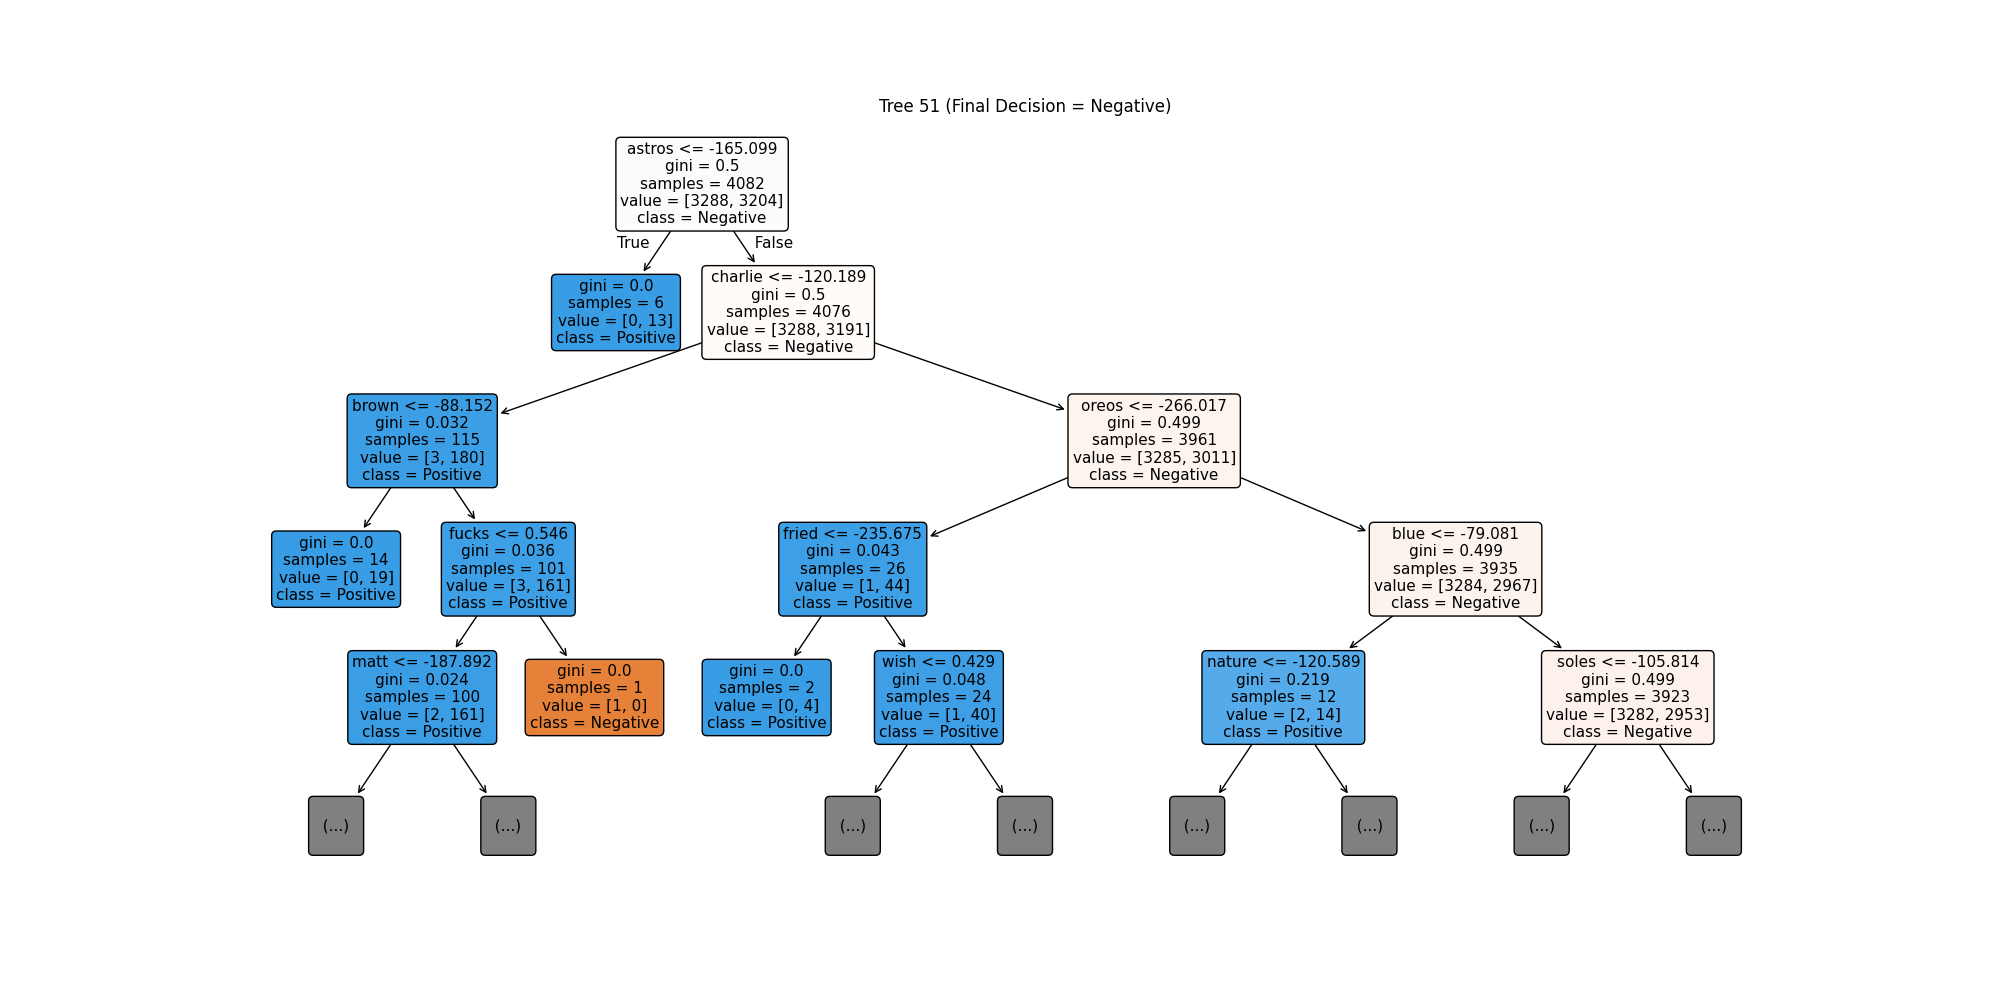 Tree 51 (Final Decision = Negative)
astros <= -165.099
gini = 0.5
samples = 4082
value = [3288, 3204]
class = Negative
True
False
gini = 0.0
samples = 6
value = [0, 13]
class = Positive
charlie <= -120.189
gini = 0.5
samples = 4076
value = [3288, 3191]
class = Negative
brown <= -88.152
gini = 0.032
samples = 115
value = [3, 180]
class = Positive
oreos <= -266.017
gini = 0.499
samples = 3961
value = [3285, 3011]
class = Negative
gini = 0.0
samples = 14
value = [0, 19]
class = Positive
fucks <= 0.546
gini = 0.036
samples = 101
value = [3, 161]
class = Positive
fried <= -235.675
gini = 0.043
samples = 26
value = [1, 44]
class = Positive
blue <= -79.081
gini = 0.499
samples = 3935
value = [3284, 2967]
class = Negative
matt <= -187.892
gini = 0.024
samples = 100
value = [2, 161]
class = Positive
gini = 0.0
samples = 1
value = [1, 0]
class = Negative
gini = 0.0
samples = 2
value = [0, 4]
class = Positive
wish <= 0.429
gini = 0.048
samples = 24
value = [1, 40]
class = Positive
nature <= -120.589
gini = 0.219
samples = 12
value = [2, 14]
class = Positive
soles <= -105.814
gini = 0.499
samples = 3923
value = [3282, 2953]
class = Negative
(...)
(...)
(...)
(...)
(...)
(...)
(...)
(...)